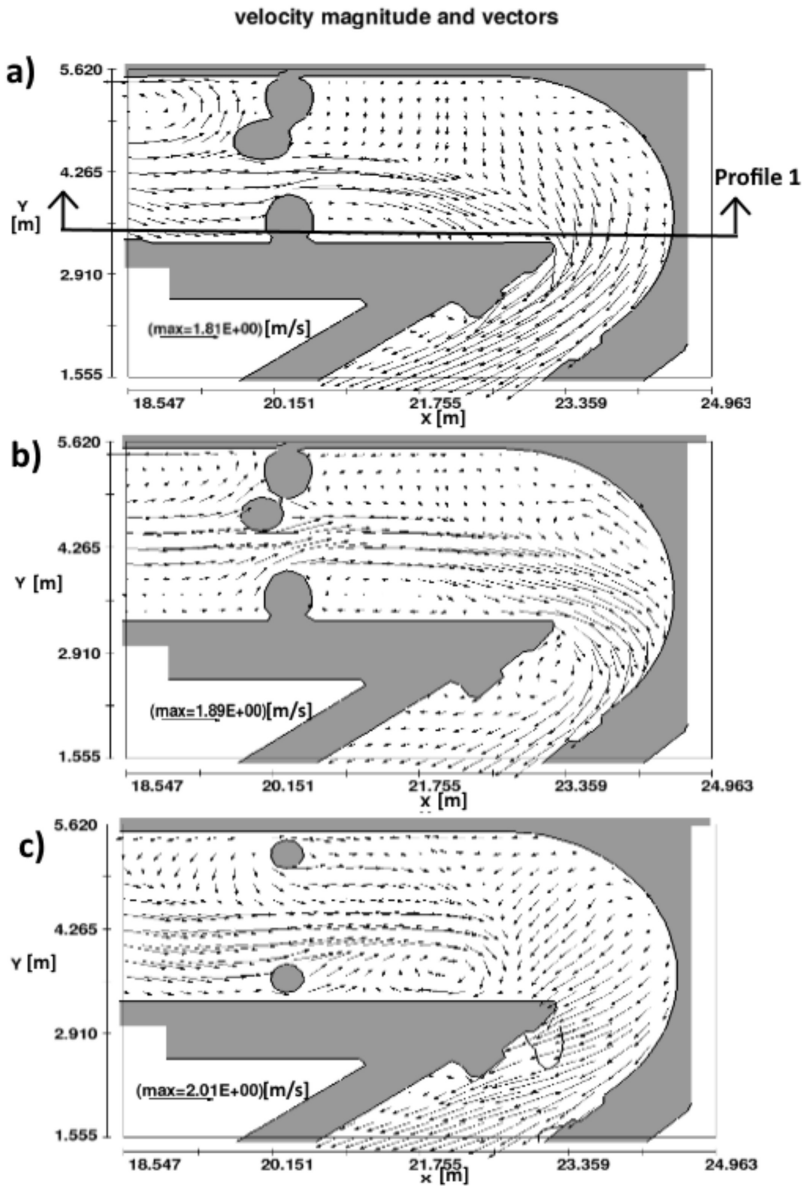 velocity magnitude and vectors
a)
5.620
4.265
Y
[m]
Profile 1
2.910
(max=1.81E+00)[m/s]
1.555
18.547 20.151 21.755 23.359 24.963
X [m]
b)
5.620
4.265
Y [m]
2.910
(max=1.89E+00)[m/s]
1.555
18.547 20.151 21.755 23.359 24.963
X [m]
c)
5.620
4.265
Y [m]
2.910
(max=2.01E+00)[m/s]
1.555
18.547 20.151 21.755 23.359 24.963
X [m]